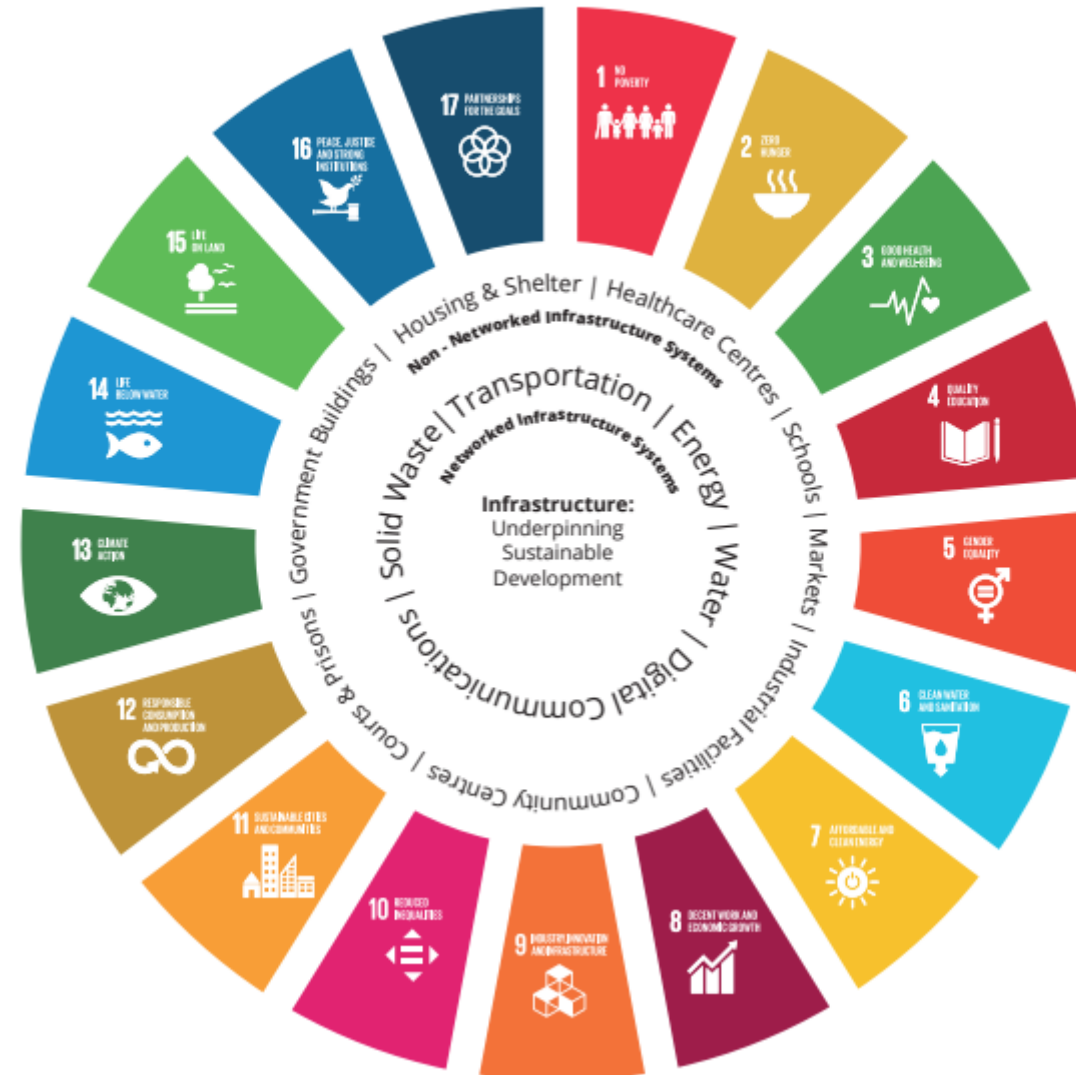 1 NO
POVERTY
2 ZERO
HUNGER
3 GOOD HEALTH
AND WELL-BEING
4 QUALITY
EDUCATION
5 GENDER
EQUALITY
6 CLEAN WATER
AND SANITATION
7 AFFORDABLE AND
CLEAN ENERGY
8 DECENT WORK AND
ECONOMIC GROWTH
9 INDUSTRY, INNOVATION
AND INFRASTRUCTURE
10 REDUCED
INEQUALITIES
11 SUSTAINABLE CITIES
AND COMMUNITIES
12 RESPONSIBLE
CONSUMPTION
AND PRODUCTION
13 CLIMATE
ACTION
14 LIFE
BELOW WATER
15 LIFE
ON LAND
16 PEACE, JUSTICE
AND STRONG
INSTITUTIONS
17 PARTNERSHIPS
FOR THE GOALS
Housing & Shelter | Healthcare Centres | Schools | Markets | Industrial Facilities | Community Centres | Courts & Prisons | Government Buildings |
Non - Networked Infrastructure Systems
Transportation | Energy | Water | Digital Communications | Solid Waste |
Networked Infrastructure Systems
Infrastructure:
Underpinning
Sustainable
Development